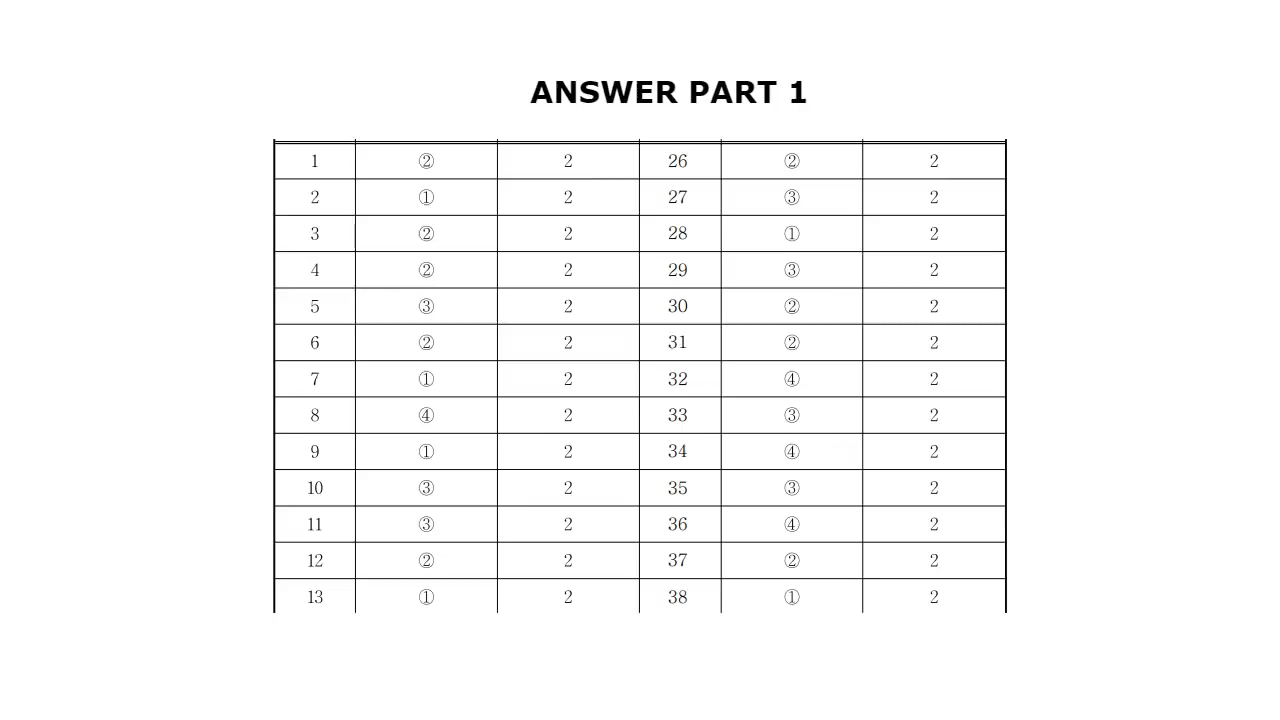 ANSWER PART 1
1 ② 2 26 ② 2
2 ① 2 27 ③ 2
3 ② 2 28 ① 2
4 ② 2 29 ③ 2
5 ③ 2 30 ② 2
6 ② 2 31 ② 2
7 ① 2 32 ④ 2
8 ④ 2 33 ③ 2
9 ① 2 34 ④ 2
10 ③ 2 35 ③ 2
11 ③ 2 36 ④ 2
12 ② 2 37 ② 2
13 ① 2 38 ① 2